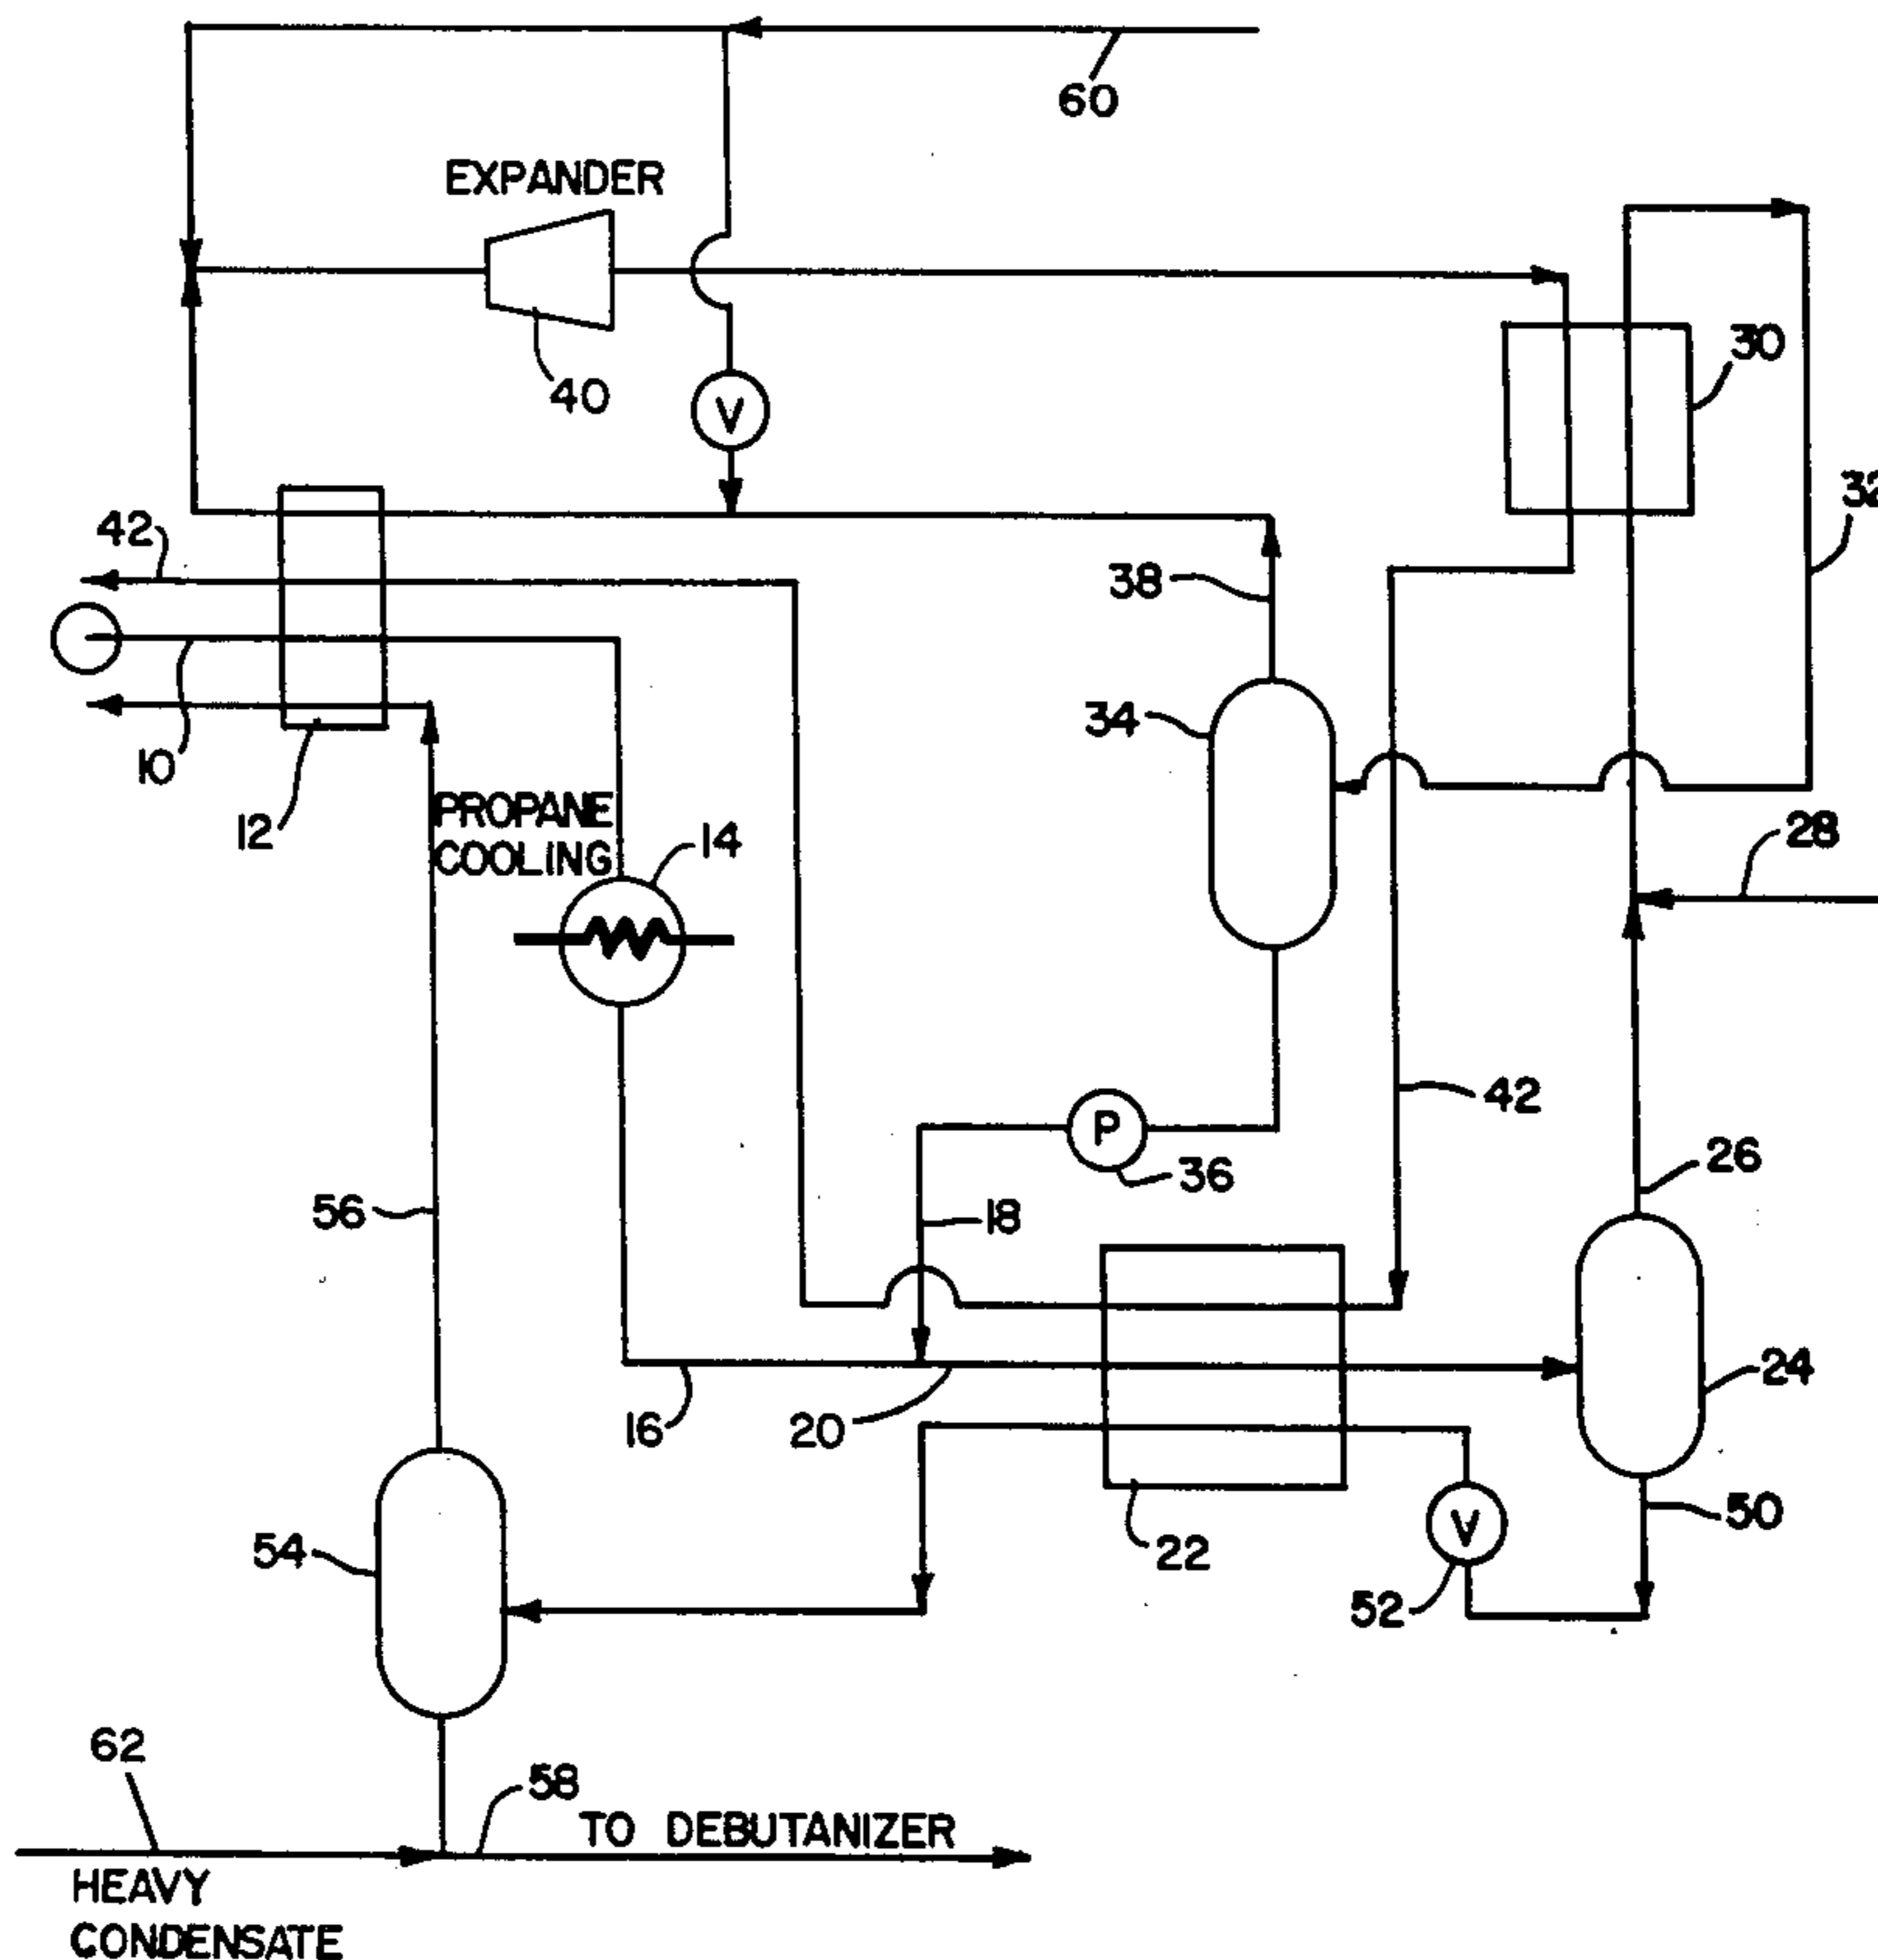 60
EXPANDER
40
V
30
32
42
38
34
10
12
PROPANE
COOLING
14
28
42
P
36
26
18
56
16
20
24
22
V
50
52
54
62
58
TO DEBUTANIZER
HEAVY
CONDENSATE